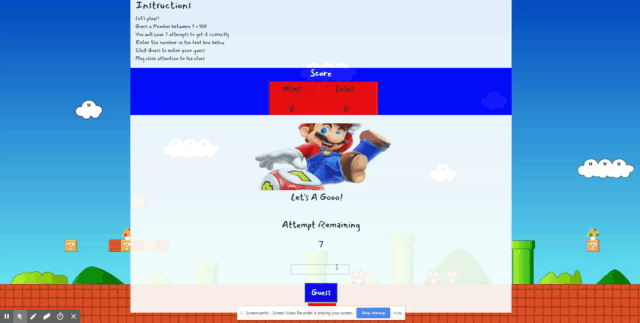 Instructions
Let's play!!
Guess a Number between 1 - 100
You will have 7 attempts to get it correctly
Enter the number in the text box below
Click Guess to enter your guess
Pay close attention to the clues
Score
Wins Losses
Let's A Gooo!
Attempt Remaining
7
Guess
Screencastify - Screen Video Recorder is sharing your screen. Stop sharing Hide